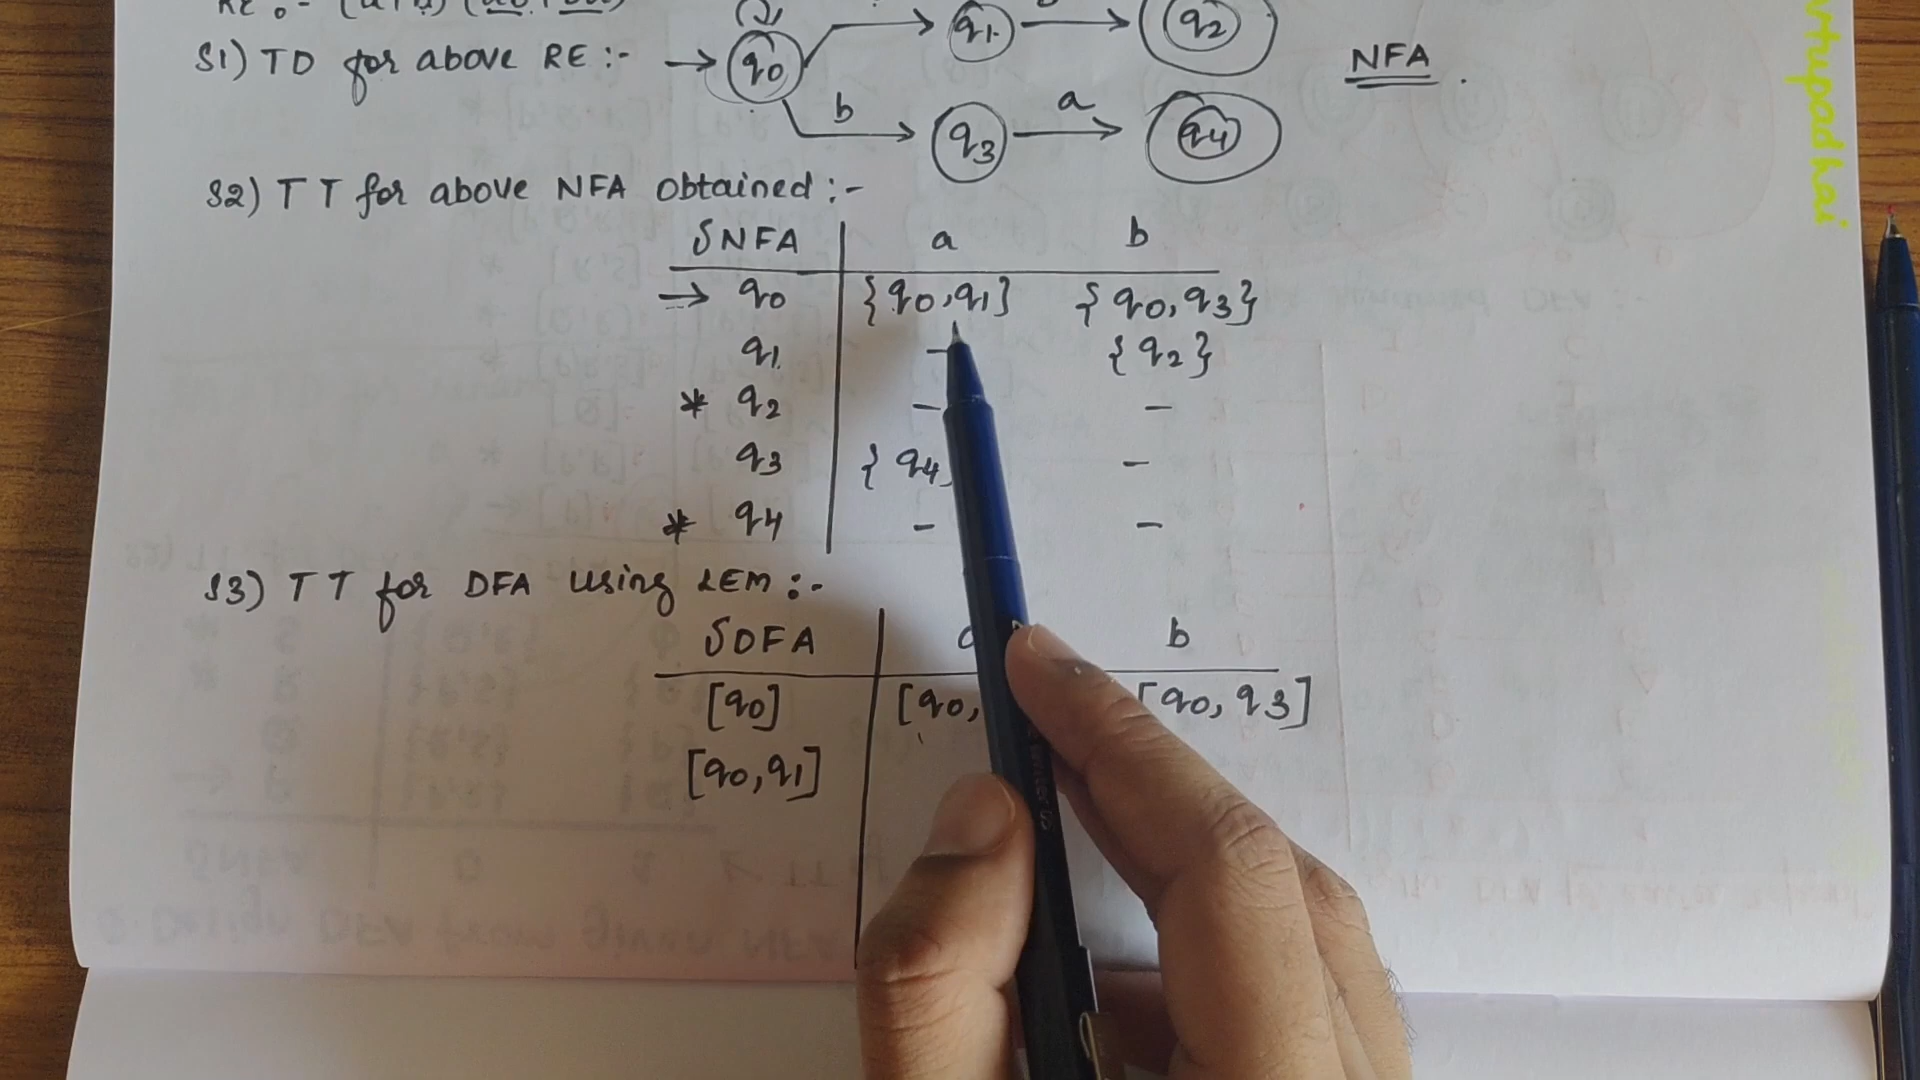 S1) TD for above RE :- → q0 q1 q2 NFA .
b q3 a q4
S2) TT for above NFA obtained :-
δNFA a b
→ q0 {q0,q1} {q0,q3}
q1 - {q2}
* q2 - -
q3 {q4 -
* q4 - -
S3) TT for DFA using LEM :-
δDFA b
[q0] [q0, [q0, q3]
[q0,q1]